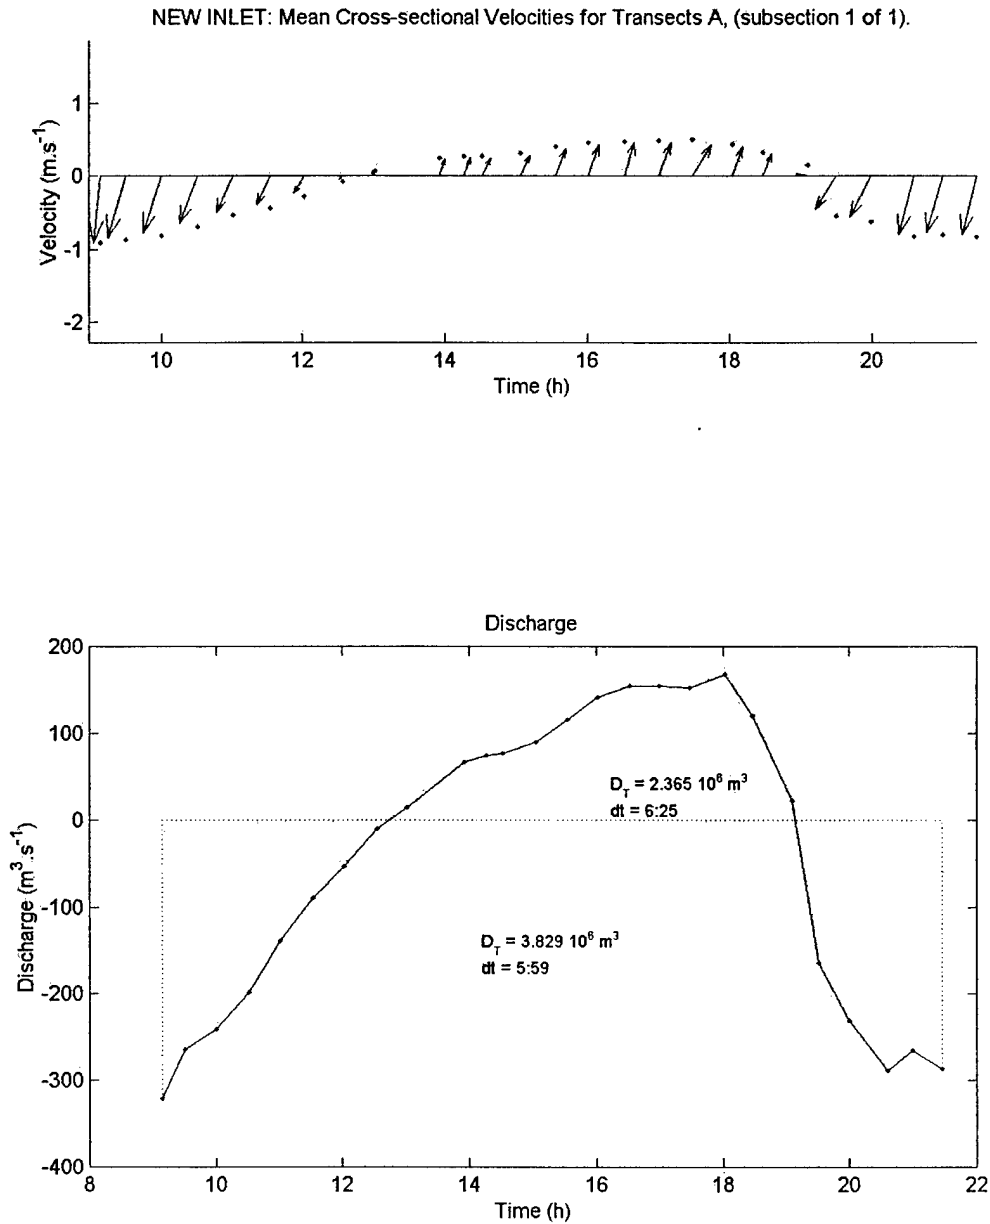 NEW INLET: Mean Cross-sectional Velocities for Transects A, (subsection 1 of 1).
Velocity (m.s⁻¹)
1
0
-1
-2
10
12
14
16
18
20
Time (h)
Discharge
Discharge (m³.s⁻¹)
200
100
0
-100
-200
-300
-400
D_T = 2.365 10⁶ m³
dt = 6:25
D_T = 3.829 10⁶ m³
dt = 5:59
8
10
12
14
16
18
20
22
Time (h)